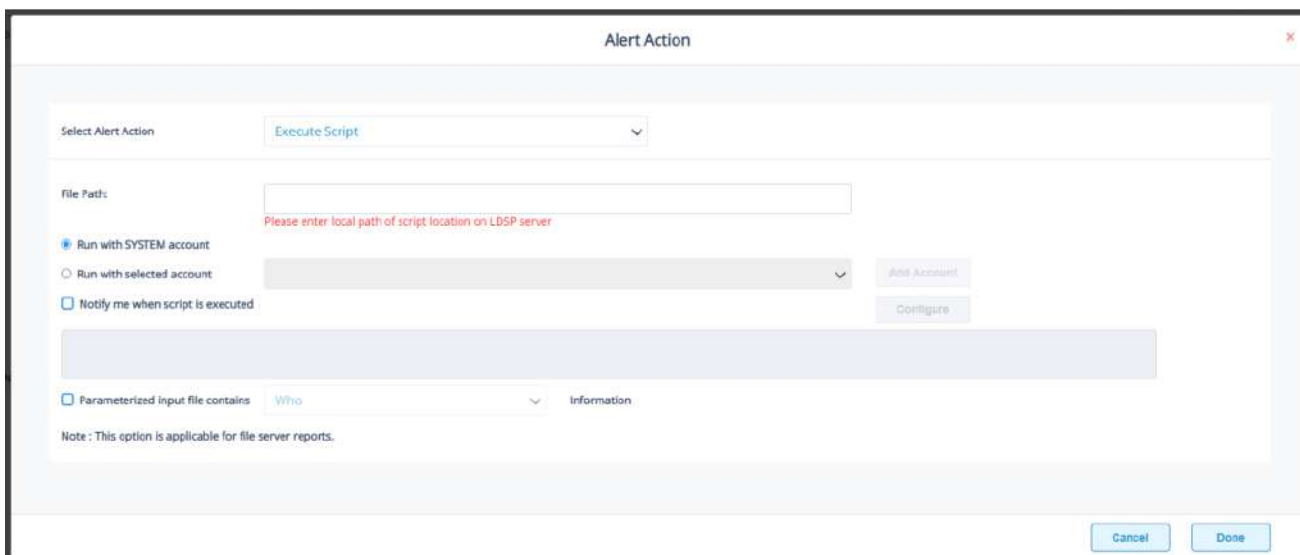 Alert Action
Select Alert Action Execute Script
File Path:
Please enter local path of script location on LDSP server
Run with SYSTEM account
Run with selected account Add Account
Notify me when script is executed Configure
Parameterized input file contains Who Information
Note : This option is applicable for file server reports.
Cancel Done